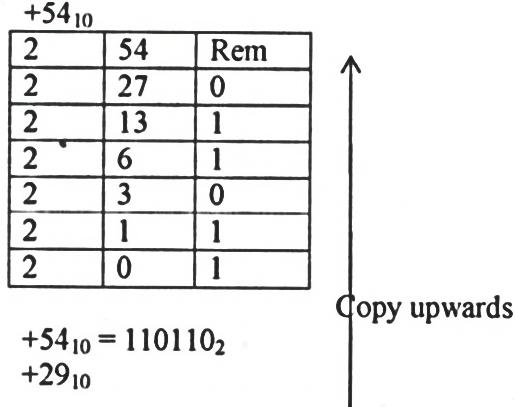 +54₁₀
2 54 Rem
2 27 0
2 13 1
2 6 1
2 3 0
2 1 1
2 0 1
Copy upwards
+54₁₀ = 110110₂
+29₁₀